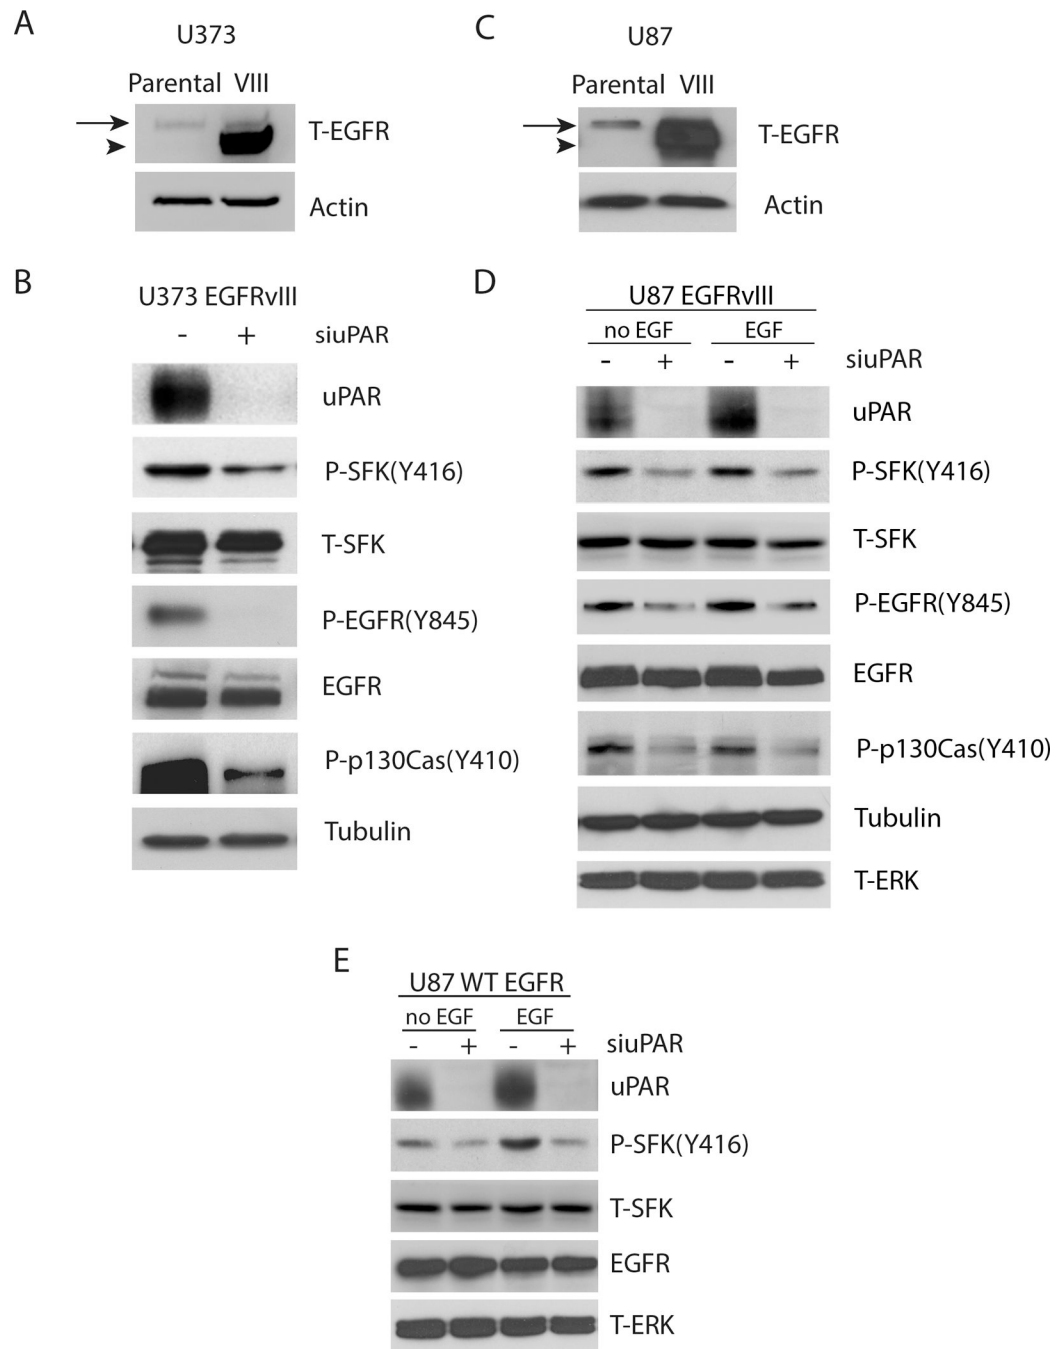 A
U373
Parental VIII
T-EGFR
Actin
B
U373 EGFRvIII
- + siuPAR
uPAR
P-SFK(Y416)
T-SFK
P-EGFR(Y845)
EGFR
P-p130Cas(Y410)
Tubulin
C
U87
Parental VIII
T-EGFR
Actin
D
U87 EGFRvIII
no EGF EGF
- + - + siuPAR
uPAR
P-SFK(Y416)
T-SFK
P-EGFR(Y845)
EGFR
P-p130Cas(Y410)
Tubulin
T-ERK
E
U87 WT EGFR
no EGF EGF
- + - + siuPAR
uPAR
P-SFK(Y416)
T-SFK
EGFR
T-ERK